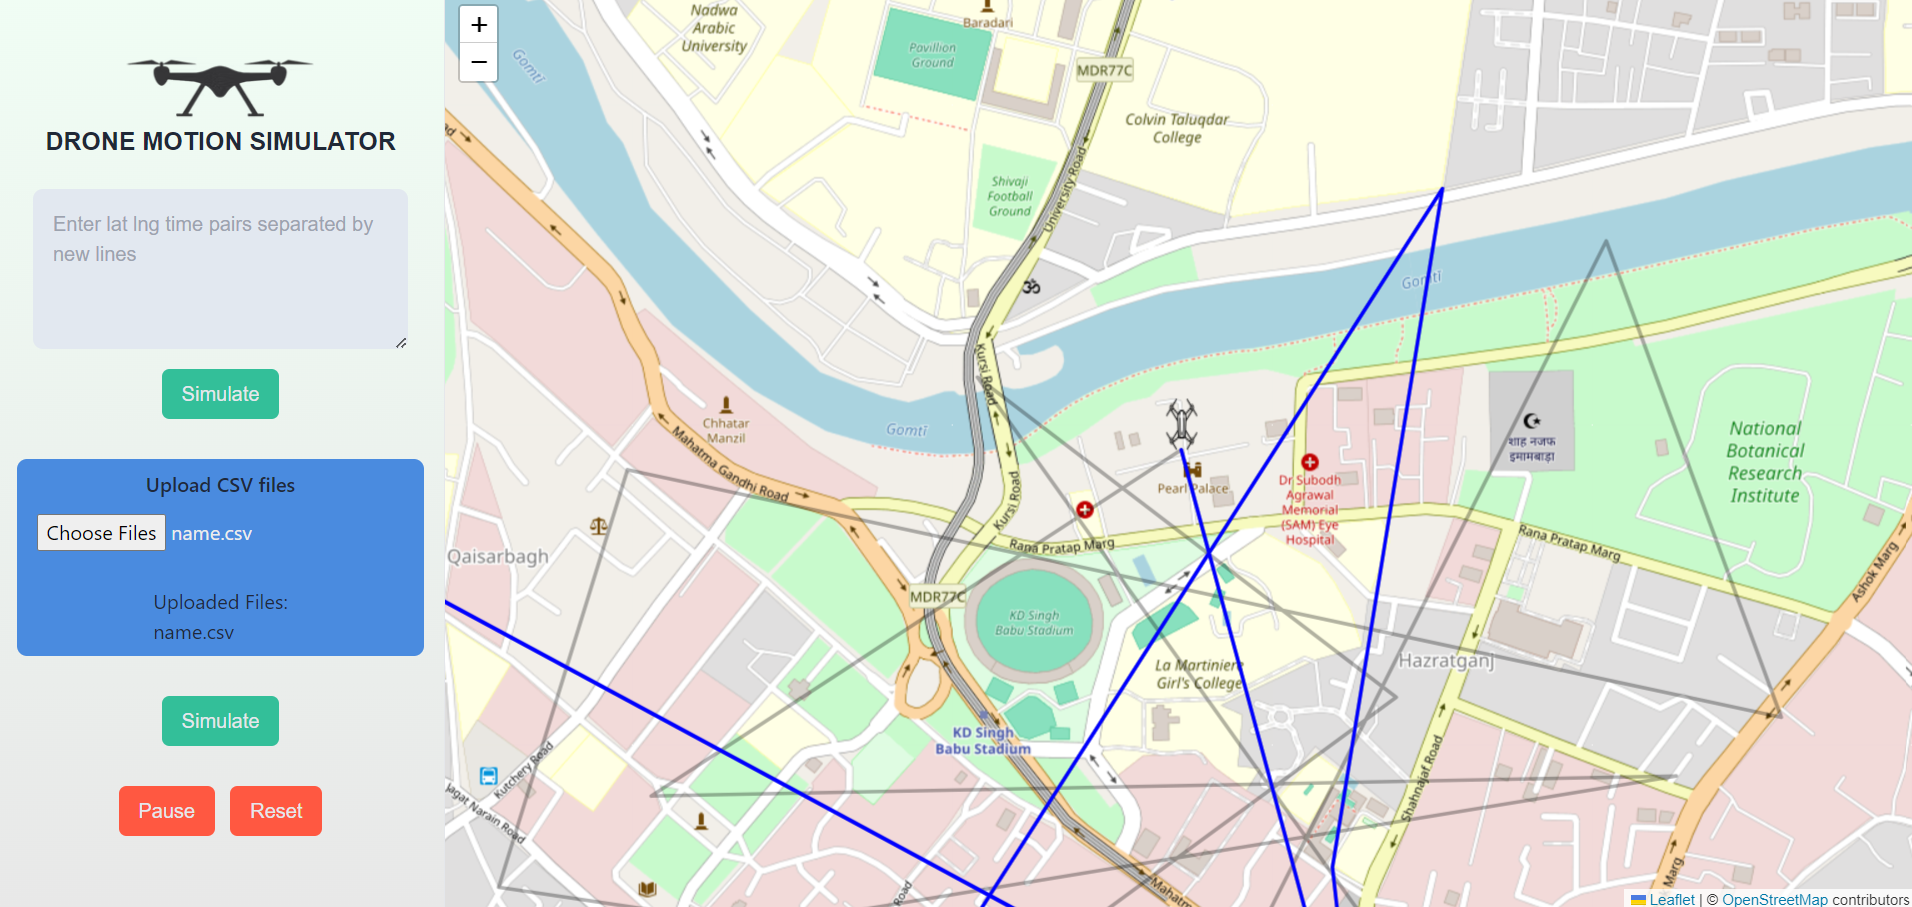 DRONE MOTION SIMULATOR
Enter lat lng time pairs separated by
new lines
Simulate
Upload CSV files
Choose Files name.csv
Uploaded Files:
name.csv
Simulate
Pause Reset
+
−
Nadwa
Arabic
University
Baradari
Pavillion
Ground
MDR77C
Gomti
Colvin Taluqdar
College
Shivaji
Football
Ground
University Road
ॐ
Gomti
Kursi Road
Chhatar
Manzil
Gomti
Mahatma Gandhi Road
Kursi Road
Pearl Palace
Dr Subodh
Agrawal
Memorial
(SAM) Eye
Hospital
शाह नजफ
इमामबाड़ा
National
Botanical
Research
Institute
Qaisarbagh
Rana Pratap Marg
Rana Pratap Marg
Ashok Marg
MDR77C
KD Singh
Babu Stadium
La Martiniere
Girl's College
Hazratganj
KD Singh
Babu Stadium
Kutchery Road
Jagat Narain Road
Shahnajaf Road
Road
Mahatm
Marg
Leaflet | © OpenStreetMap contributors